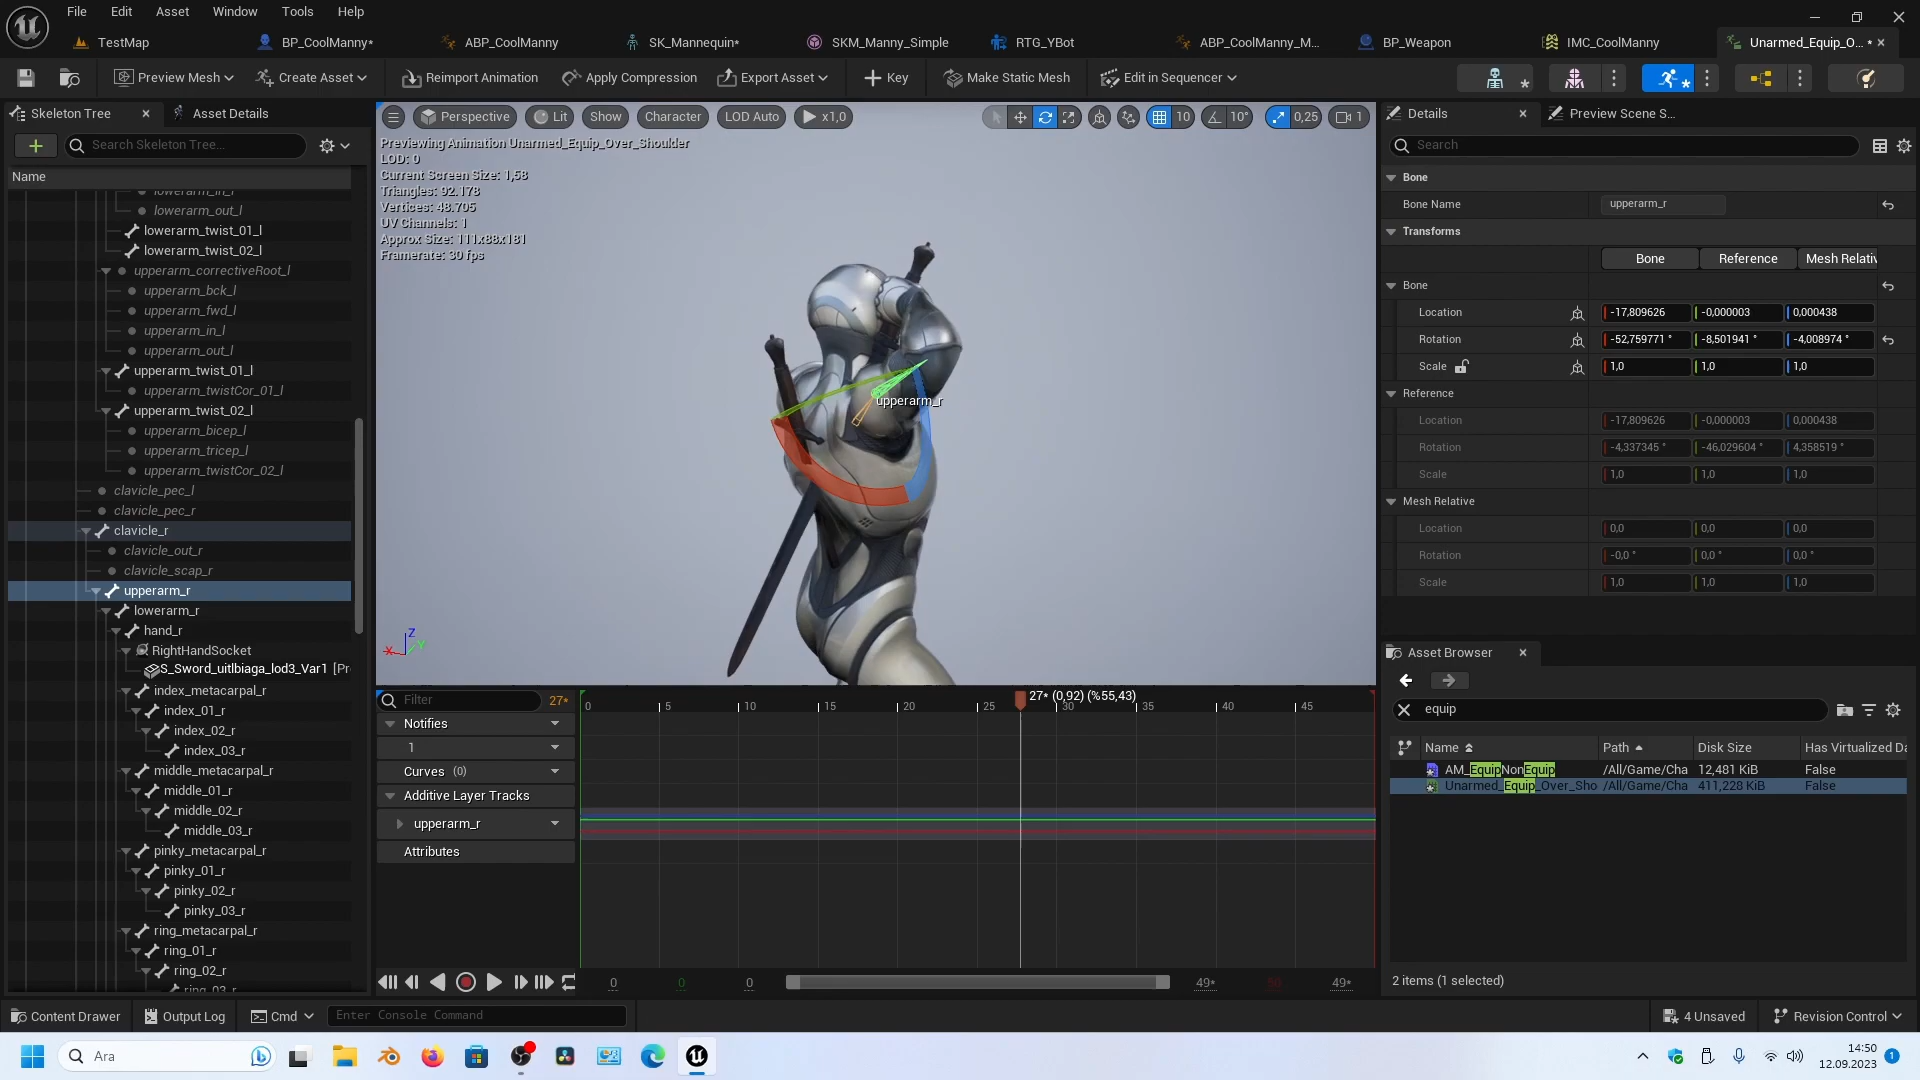 File Edit Asset Window Tools Help
TestMap BP_CoolManny* ABP_CoolManny SK_Mannequin* SKM_Manny_Simple RTG_YBot ABP_CoolManny_M... BP_Weapon IMC_CoolManny Unarmed_Equip_O... *
Preview Mesh Create Asset Reimport Animation Apply Compression Export Asset Key Make Static Mesh Edit in Sequencer
Skeleton Tree Asset Details
Search Skeleton Tree...
Name
lowerarm_in_l
lowerarm_out_l
lowerarm_twist_01_l
lowerarm_twist_02_l
upperarm_correctiveRoot_l
upperarm_bck_l
upperarm_fwd_l
upperarm_in_l
upperarm_out_l
upperarm_twist_01_l
upperarm_twistCor_01_l
upperarm_twist_02_l
upperarm_bicep_l
upperarm_tricep_l
upperarm_twistCor_02_l
clavicle_pec_l
clavicle_pec_r
clavicle_r
clavicle_out_r
clavicle_scap_r
upperarm_r
lowerarm_r
hand_r
RightHandSocket
S_Sword_uitlbiaga_lod3_Var1 [Pr
index_metacarpal_r
index_01_r
index_02_r
index_03_r
middle_metacarpal_r
middle_01_r
middle_02_r
middle_03_r
pinky_metacarpal_r
pinky_01_r
pinky_02_r
pinky_03_r
ring_metacarpal_r
ring_01_r
ring_02_r
ring_03_r
Perspective Lit Show Character LOD Auto x1,0 10 10° 0,25 1
Previewing Animation Unarmed_Equip_Over_Shoulder
LOD: 0
Current Screen Size: 1,58
Triangles: 92.178
Vertices: 48.705
UV Channels: 1
Approx Size: 111x88x181
Framerate: 30 fps
upperarm_r
Z
X Y
Filter 27*
27* (0,92) (%55,43)
0 5 10 15 20 25 30 35 40 45
Notifies
1
Curves (0)
Additive Layer Tracks
upperarm_r
Attributes
0 0 0 49* 50 49*
Details Preview Scene S...
Search
Bone
Bone Name upperarm_r
Transforms
Bone Reference Mesh Relativ
Bone
Location -17,809626 -0,000003 0,000438
Rotation -52,759771 ° -8,501941 ° -4,008974 °
Scale 1,0 1,0 1,0
Reference
Location -17,809626 -0,000003 0,000438
Rotation -4,337345 ° -46,029604 ° 4,358519 °
Scale 1,0 1,0 1,0
Mesh Relative
Location 0,0 0,0 0,0
Rotation -0,0 ° 0,0 ° 0,0 °
Scale 1,0 1,0 1,0
Asset Browser
equip
Name Path Disk Size Has Virtualized Da
AM_EquipNonEquip /All/Game/Cha 12,481 KiB False
Unarmed_Equip_Over_Sho /All/Game/Cha 411,228 KiB False
2 items (1 selected)
Content Drawer Output Log Cmd Enter Console Command 4 Unsaved Revision Control
Ara
14:50
12.09.2023
1